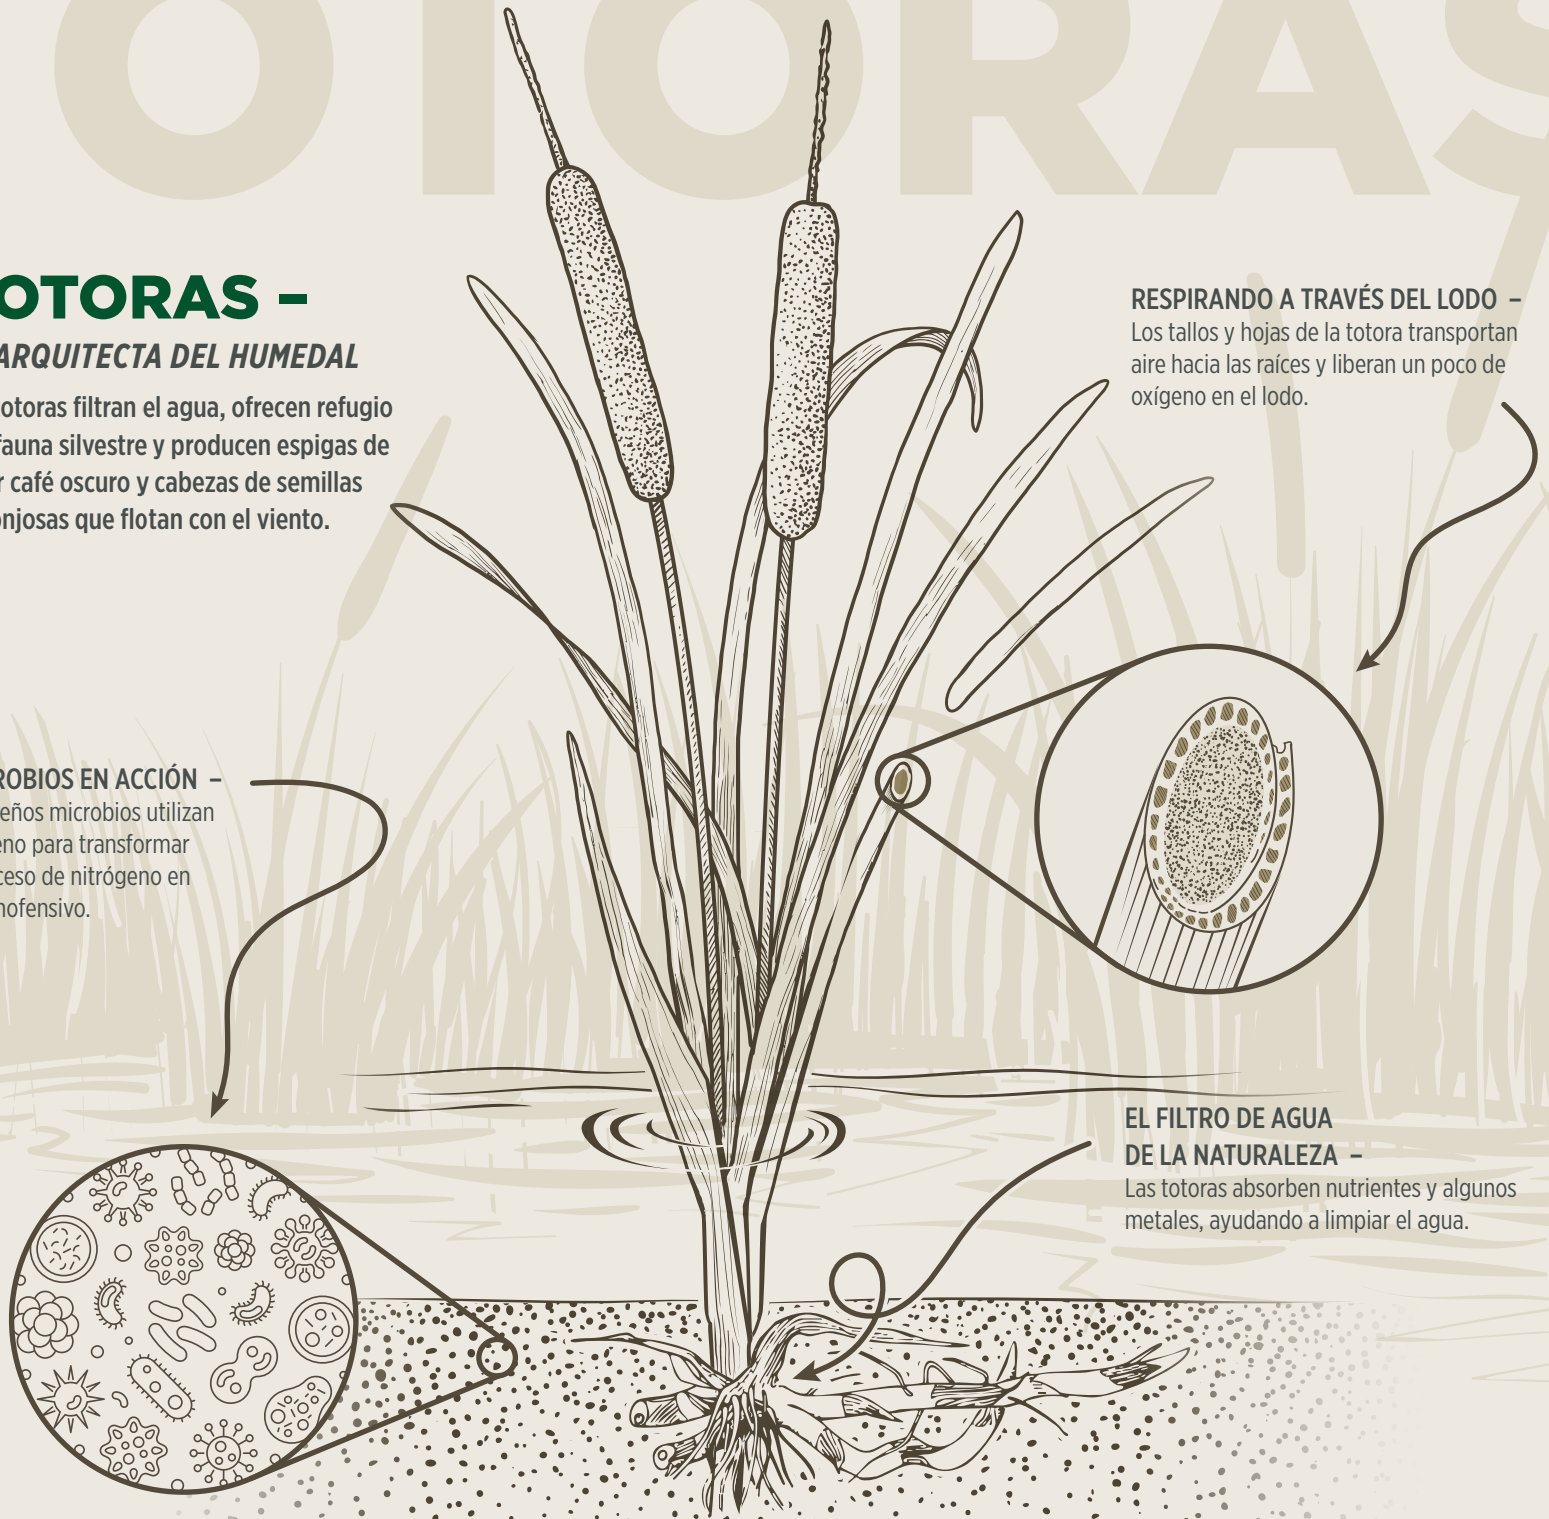 OTORAS
OTORAS –
ARQUITECTA DEL HUMEDAL
otoras filtran el agua, ofrecen refugio
fauna silvestre y producen espigas de
r café oscuro y cabezas de semillas
onjosas que flotan con el viento.
RESPIRANDO A TRAVÉS DEL LODO –
Los tallos y hojas de la totora transportan
aire hacia las raíces y liberan un poco de
oxígeno en el lodo.
ROBIOS EN ACCIÓN –
eños microbios utilizan
eno para transformar
ceso de nitrógeno en
nofensivo.
EL FILTRO DE AGUA
DE LA NATURALEZA –
Las totoras absorben nutrientes y algunos
metales, ayudando a limpiar el agua.